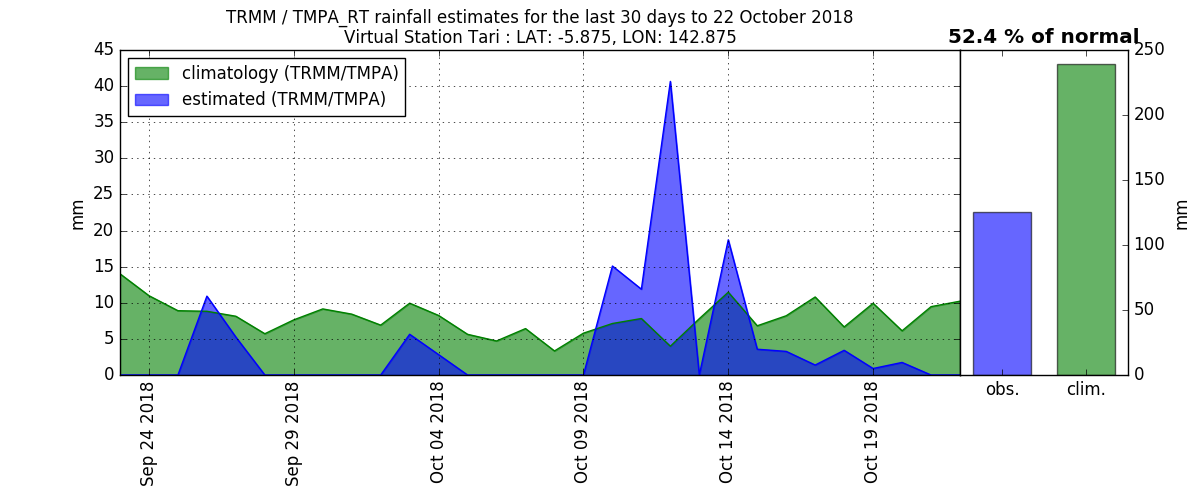 TRMM / TMPA_RT rainfall estimates for the last 30 days to 22 October 2018
Virtual Station Tari : LAT: -5.875, LON: 142.875
52.4 % of normal
climatology (TRMM/TMPA)
estimated (TRMM/TMPA)
mm
45
40
35
30
25
20
15
10
5
0
Sep 24 2018
Sep 29 2018
Oct 04 2018
Oct 09 2018
Oct 14 2018
Oct 19 2018
250
200
150
100
50
0
mm
obs.
clim.